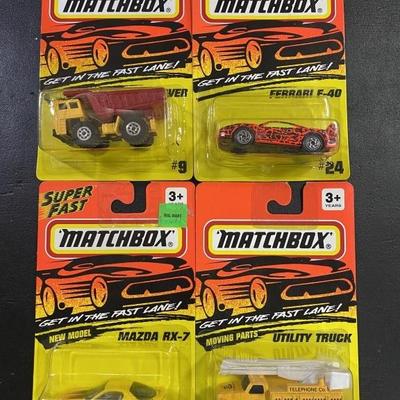 MATCHBOX®
GET IN THE FAST LANE!
#9
MATCHBOX®
GET IN THE FAST LANE!
FERRARI F-40
#24
SUPER
FAST
3+
MATCHBOX®
GET IN THE FAST LANE!
NEW MODEL
MAZDA RX-7
3+
YEARS
MATCHBOX®
GET IN THE FAST LANE!
MOVING PARTS
UTILITY TRUCK
TELEPHONE CO.